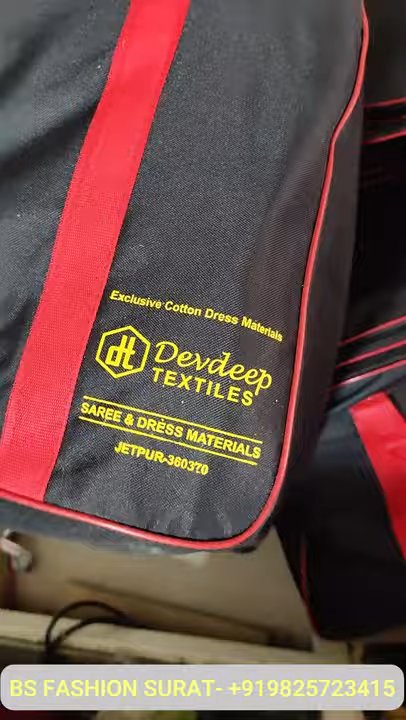 Exclusive Cotton Dress Materials
dt Devdeep
TEXTILES
SAREE & DRESS MATERIALS
JETPUR-360370
BS FASHION SURAT- +919825723415